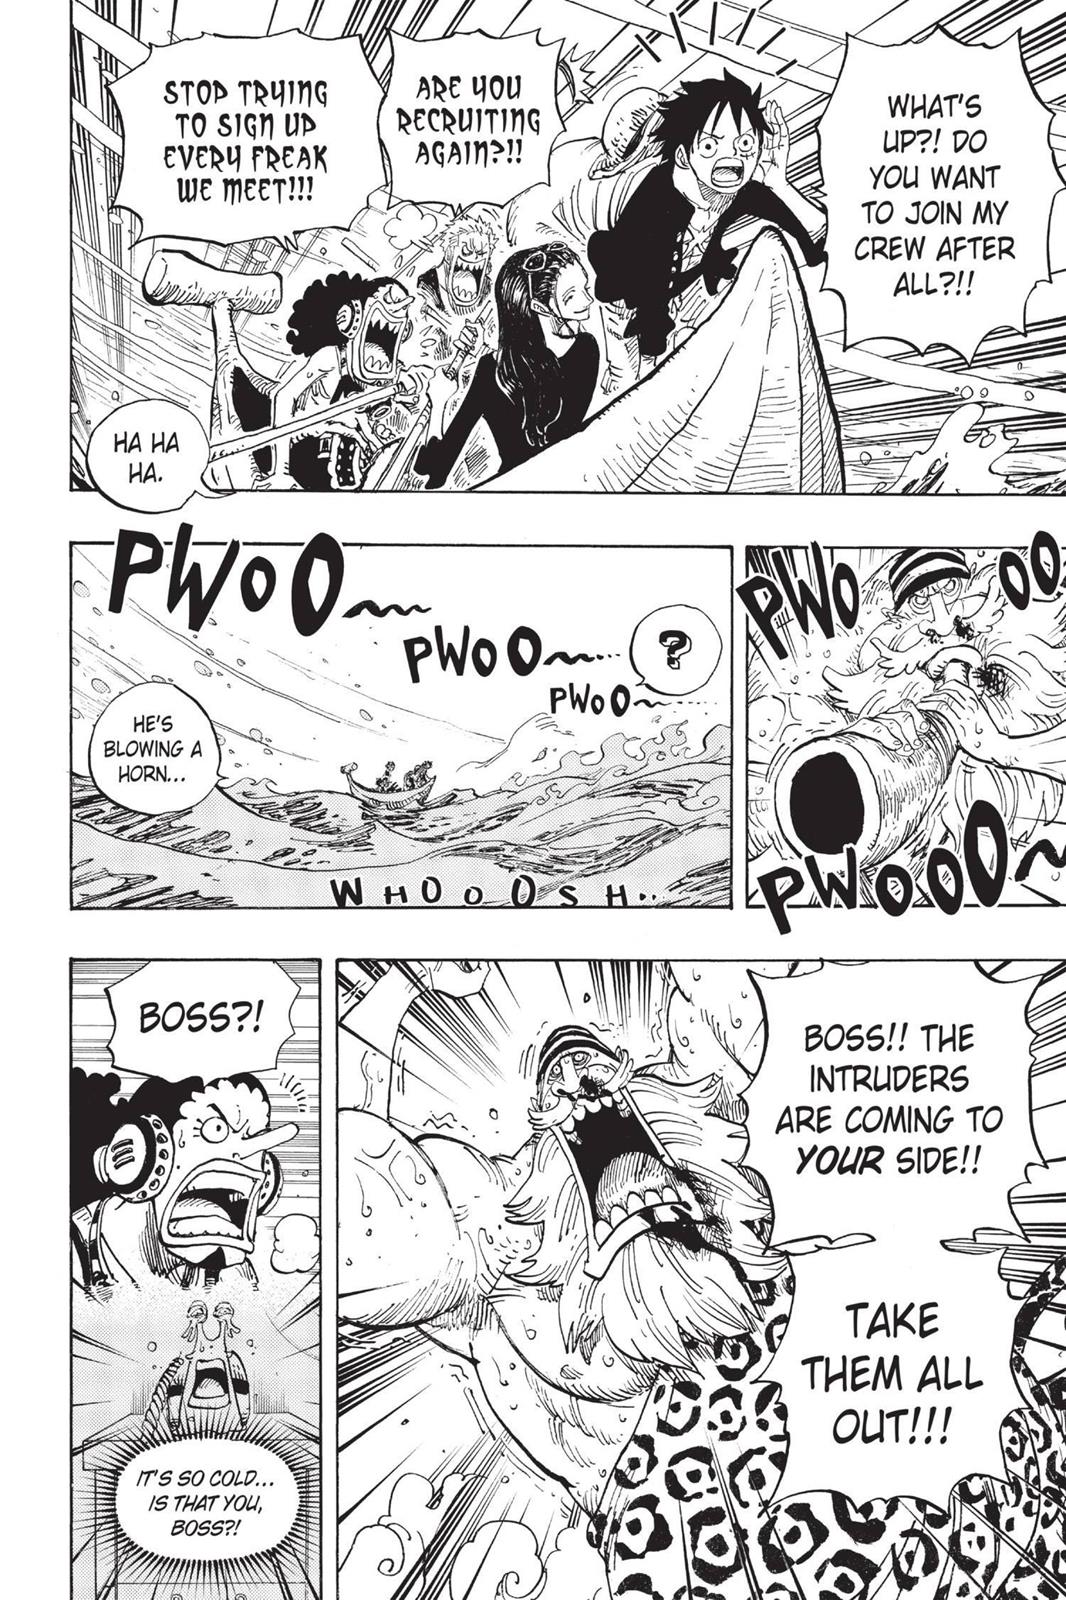 WHAT'S
UP?! DO
YOU WANT
TO JOIN MY
CREW AFTER
ALL?!!
ARE YOU
RECRUITING
AGAIN?!!
STOP TRYING
TO SIGN UP
EVERY FREAK
WE MEET!!!
HA HA
HA.
PWO OO
PWOOO~
PWOO~
PWOO~...
PWOO~
?
HE'S
BLOWING A
HORN...
WHOOOSH..
BOSS!! THE
INTRUDERS
ARE COMING TO
YOUR SIDE!!
TAKE
THEM ALL
OUT!!!
BOSS?!
IT'S SO COLD...
IS THAT YOU,
BOSS?!